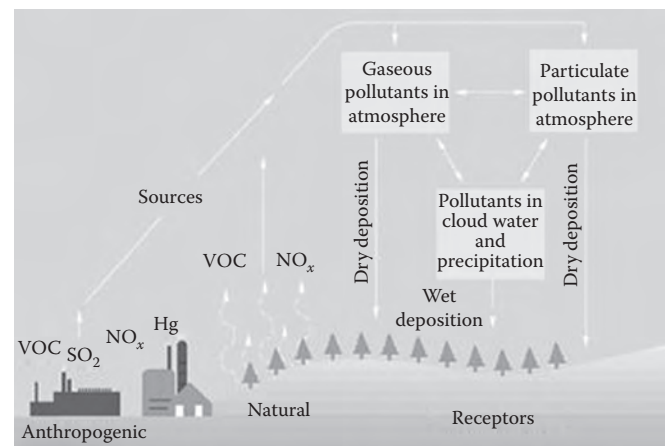 Gaseous
pollutants in
atmosphere
Particulate
pollutants in
atmosphere
Sources
Dry deposition
Pollutants in
cloud water
and
precipitation
Dry deposition
VOC
NOx
Wet
deposition
VOC
SO2
NOx
Hg
Natural
Receptors
Anthropogenic